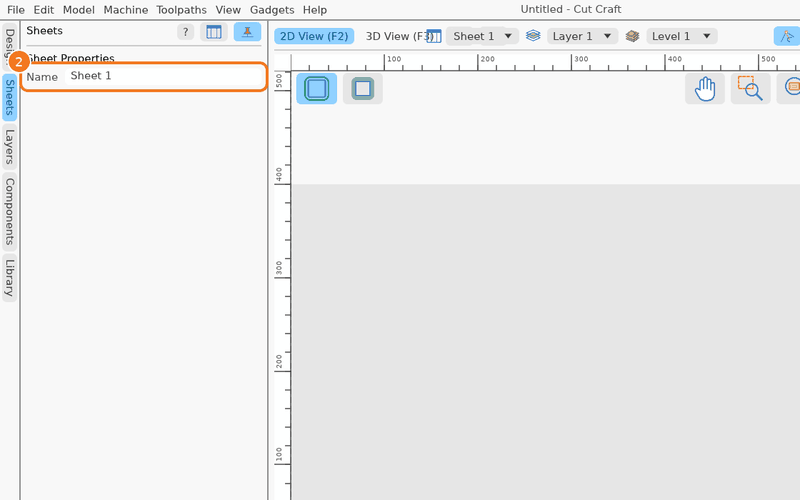 File Edit Model Machine Toolpaths View Gadgets Help
Untitled - Cut Craft
Sheets ?
Sheet Properties
2
Name Sheet 1
Sheets
Layers
Components
Library
2D View (F2) 3D View (F3) Sheet 1 Layer 1 Level 1
100 200 300 400 500
500
400
300
200
100